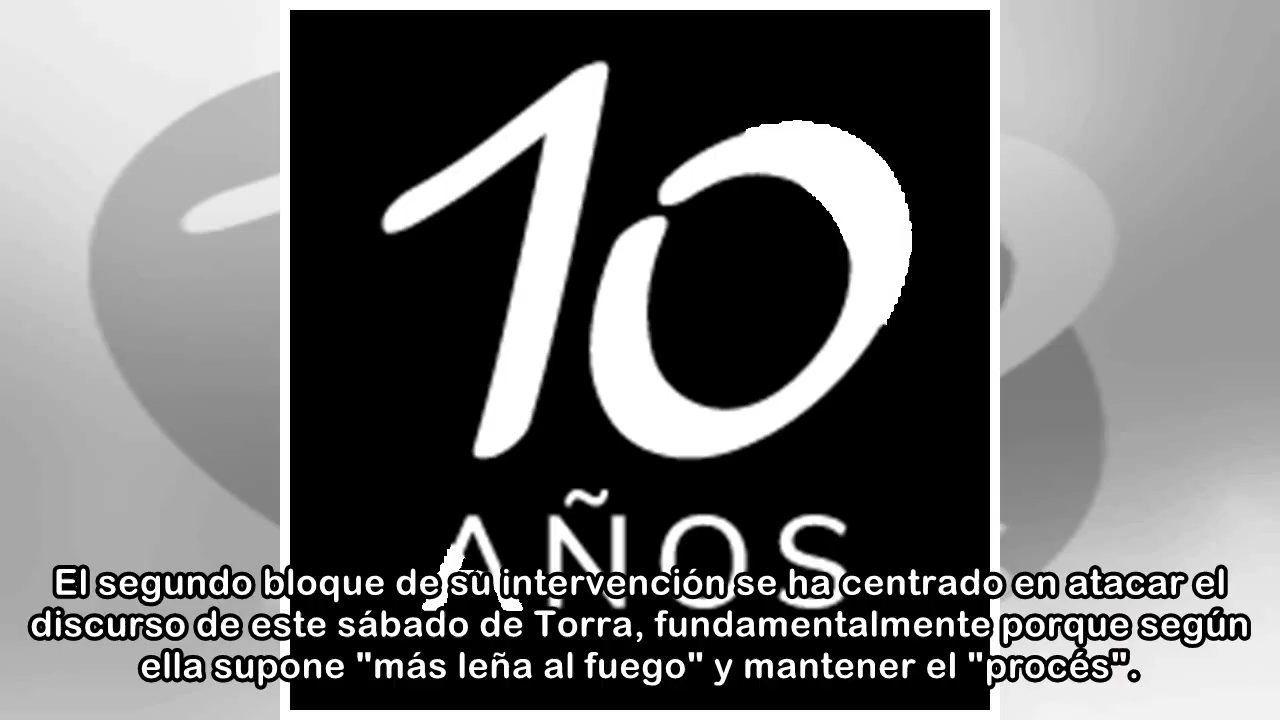 10
AÑOS
El segundo bloque de su intervención se ha centrado en atacar el
discurso de este sábado de Torra, fundamentalmente porque según
ella supone "más leña al fuego" y mantener el "procés".